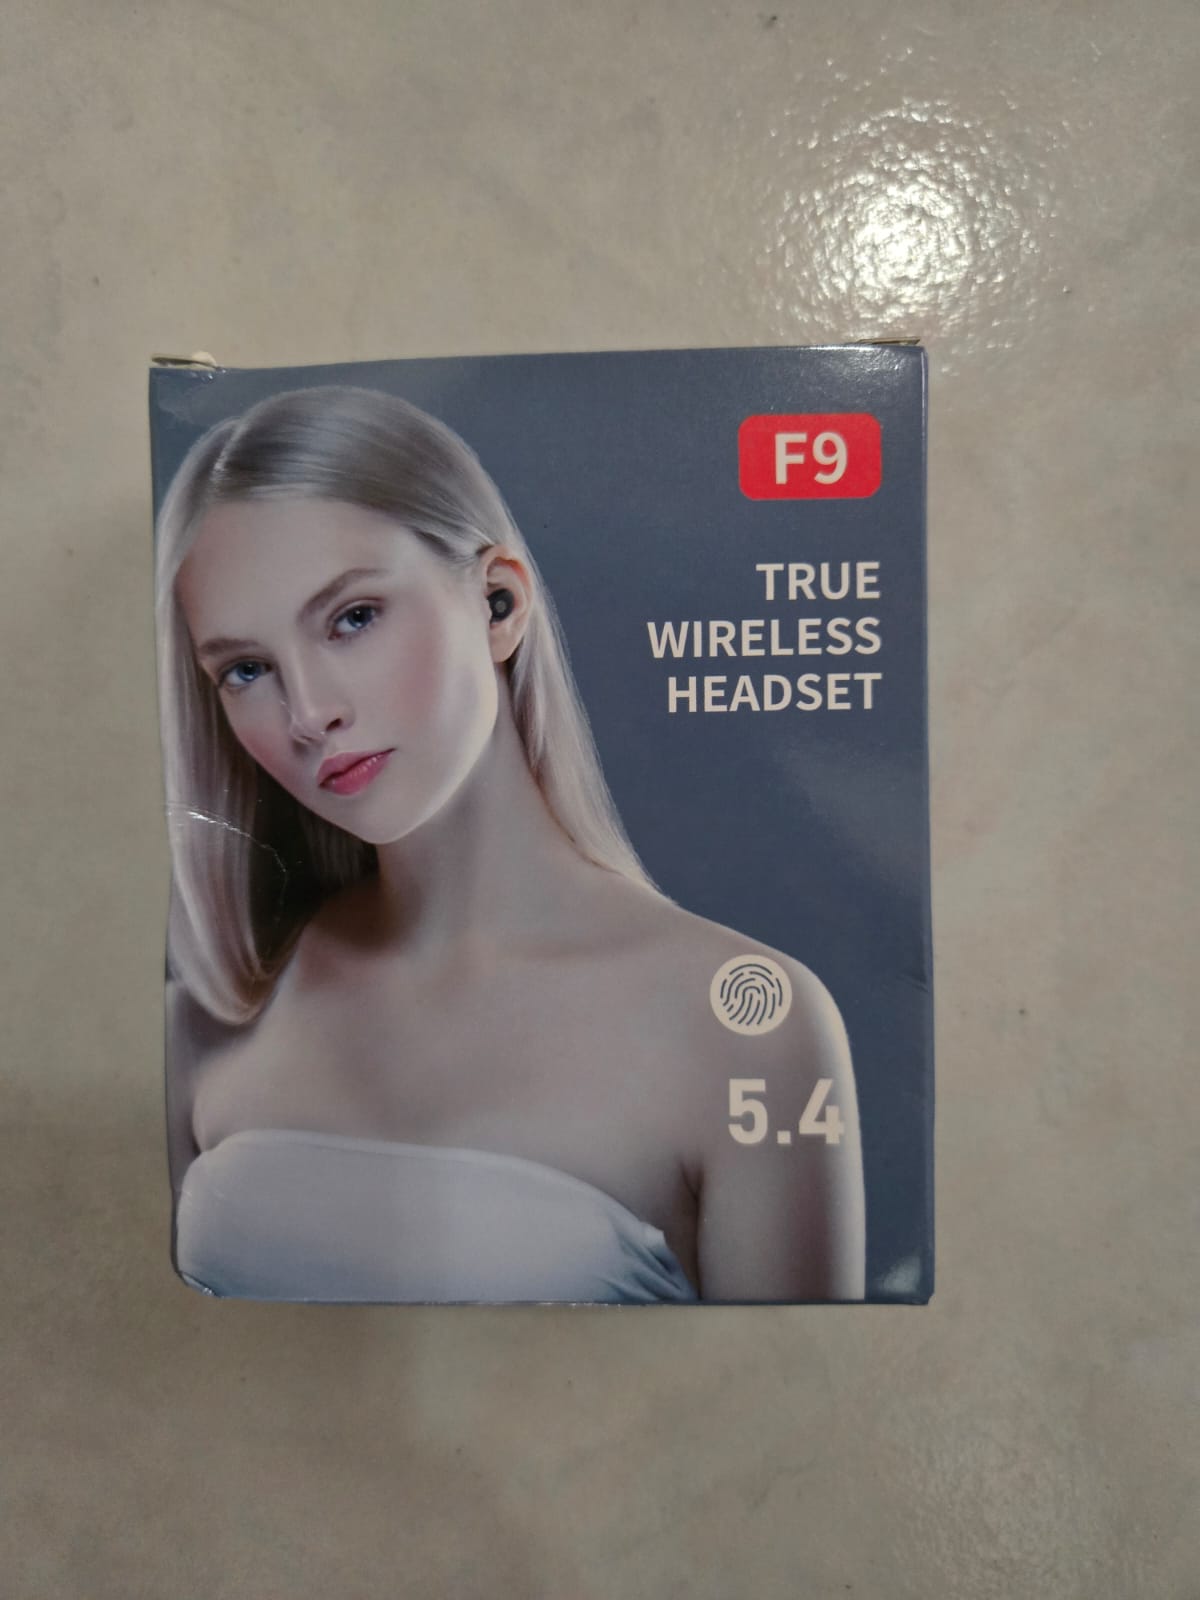 F9
TRUE
WIRELESS
HEADSET
5.4